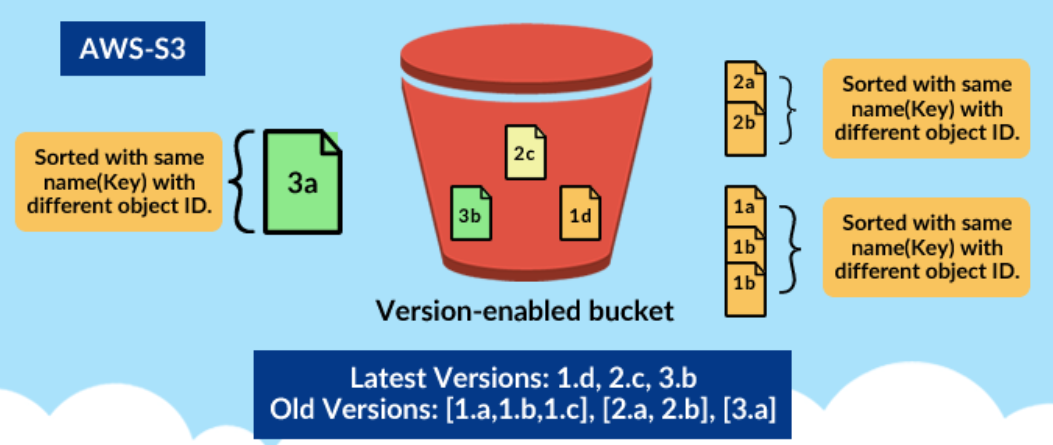 AWS-S3
Sorted with same
name(Key) with
different object ID.
3a
2c
3b
1d
2a
2b
Sorted with same
name(Key) with
different object ID.
1a
1b
1b
Sorted with same
name(Key) with
different object ID.
Version-enabled bucket
Latest Versions: 1.d, 2.c, 3.b
Old Versions: [1.a,1.b,1.c], [2.a, 2.b], [3.a]